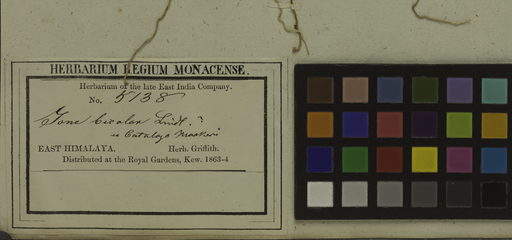 HERBARIUM REGIUM MONACENSE.
Herbarium of the late East India Company.
No. 5138
Ione bicolor Lindl. ?
EAST HIMALAYA, Herb. Griffith.
Distributed at the Royal Gardens, Kew. 1863-4